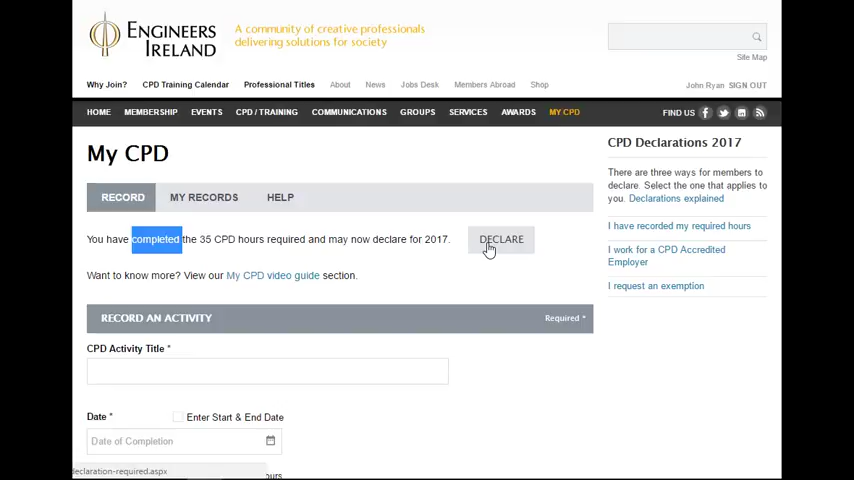 ENGINEERS
IRELAND
A community of creative professionals
delivering solutions for society
Site Map
Why Join? CPD Training Calendar Professional Titles About News Jobs Desk Members Abroad Shop John Ryan SIGN OUT
HOME MEMBERSHIP EVENTS CPD / TRAINING COMMUNICATIONS GROUPS SERVICES AWARDS MY CPD FIND US
My CPD
RECORD MY RECORDS HELP
You have completed the 35 CPD hours required and may now declare for 2017. DECLARE
Want to know more? View our My CPD video guide section.
RECORD AN ACTIVITY Required *
CPD Activity Title *
Date * Enter Start & End Date
Date of Completion
declaration-required.aspx
CPD Declarations 2017
There are three ways for members to
declare. Select the one that applies to
you. Declarations explained
I have recorded my required hours
I work for a CPD Accredited
Employer
I request an exemption